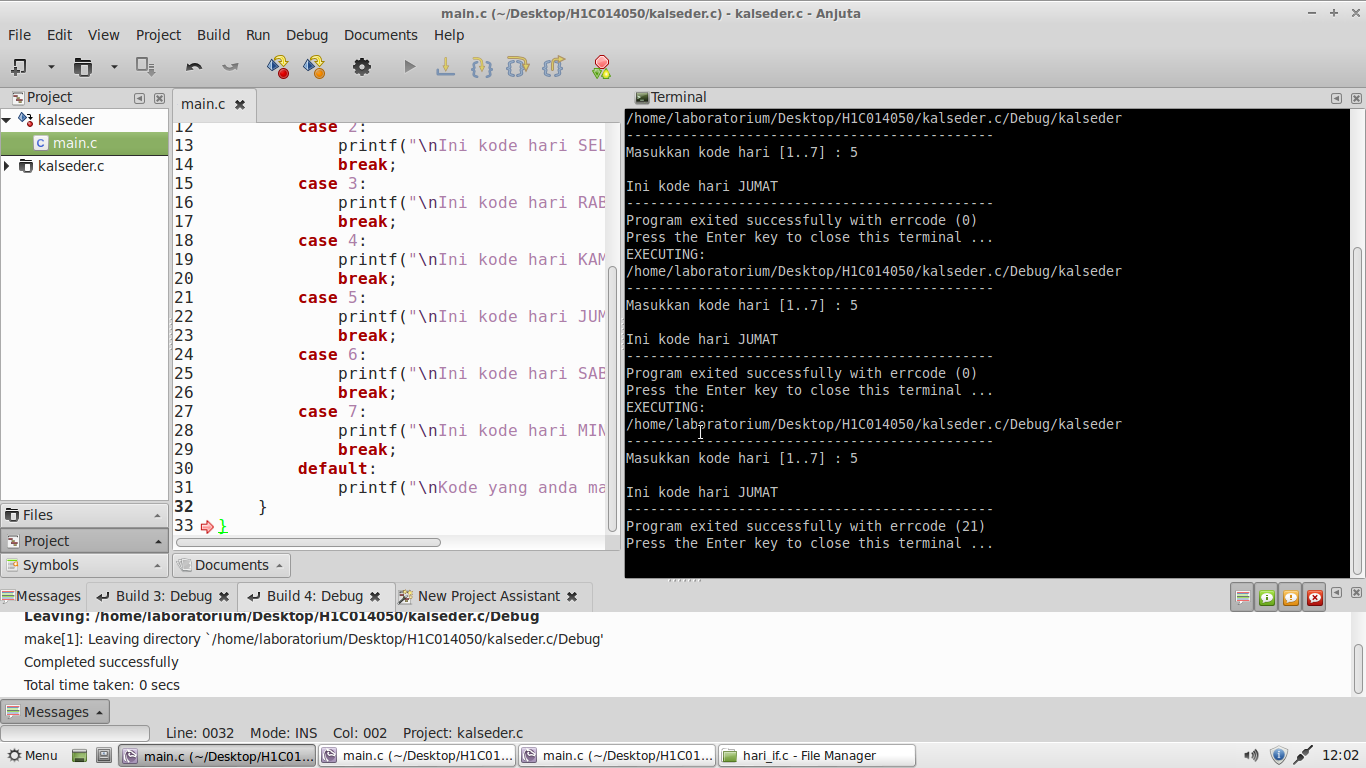 main.c (~/Desktop/H1C014050/kalseder.c) - kalseder.c - Anjuta
File Edit View Project Build Run Debug Documents Help
Project
kalseder
main.c
kalseder.c
Files
Project
Symbols
main.c
12 case 2:
13 printf("\nIni kode hari SEL
14 break;
15 case 3:
16 printf("\nIni kode hari RAB
17 break;
18 case 4:
19 printf("\nIni kode hari KAM
20 break;
21 case 5:
22 printf("\nIni kode hari JUM
23 break;
24 case 6:
25 printf("\nIni kode hari SAB
26 break;
27 case 7:
28 printf("\nIni kode hari MIN
29 break;
30 default:
31 printf("\nKode yang anda ma
32 }
33 }
Documents
Terminal
/home/laboratorium/Desktop/H1C014050/kalseder.c/Debug/kalseder
----------------------------------------------
Masukkan kode hari [1..7] : 5
Ini kode hari JUMAT
----------------------------------------------
Program exited successfully with errcode (0)
Press the Enter key to close this terminal ...
EXECUTING:
/home/laboratorium/Desktop/H1C014050/kalseder.c/Debug/kalseder
----------------------------------------------
Masukkan kode hari [1..7] : 5
Ini kode hari JUMAT
----------------------------------------------
Program exited successfully with errcode (0)
Press the Enter key to close this terminal ...
EXECUTING:
/home/laboratorium/Desktop/H1C014050/kalseder.c/Debug/kalseder
----------------------------------------------
Masukkan kode hari [1..7] : 5
Ini kode hari JUMAT
----------------------------------------------
Program exited successfully with errcode (21)
Press the Enter key to close this terminal ...
Messages Build 3: Debug Build 4: Debug New Project Assistant
Leaving: /home/laboratorium/Desktop/H1C014050/kalseder.c/Debug
make[1]: Leaving directory `/home/laboratorium/Desktop/H1C014050/kalseder.c/Debug'
Completed successfully
Total time taken: 0 secs
Messages
Line: 0032 Mode: INS Col: 002 Project: kalseder.c
Menu main.c (~/Desktop/H1C01... main.c (~/Desktop/H1C01... main.c (~/Desktop/H1C01... hari_if.c - File Manager 12:02